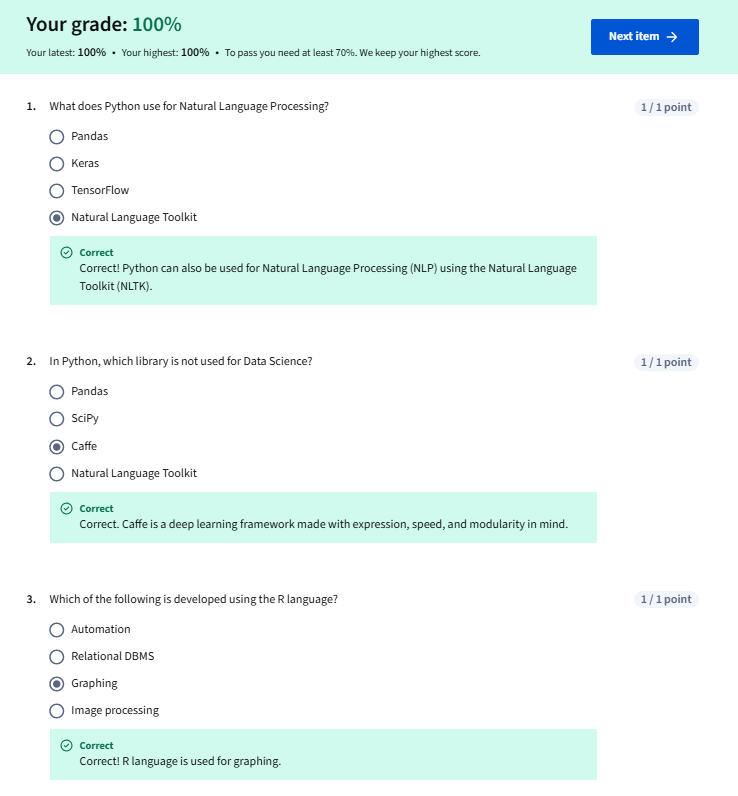 Your grade: 100%
Your latest: 100% • Your highest: 100% • To pass you need at least 70%. We keep your highest score.
Next item →
1. What does Python use for Natural Language Processing?
1 / 1 point
Pandas
Keras
TensorFlow
Natural Language Toolkit
Correct
Correct! Python can also be used for Natural Language Processing (NLP) using the Natural Language
Toolkit (NLTK).
2. In Python, which library is not used for Data Science?
1 / 1 point
Pandas
SciPy
Caffe
Natural Language Toolkit
Correct
Correct. Caffe is a deep learning framework made with expression, speed, and modularity in mind.
3. Which of the following is developed using the R language?
1 / 1 point
Automation
Relational DBMS
Graphing
Image processing
Correct
Correct! R language is used for graphing.